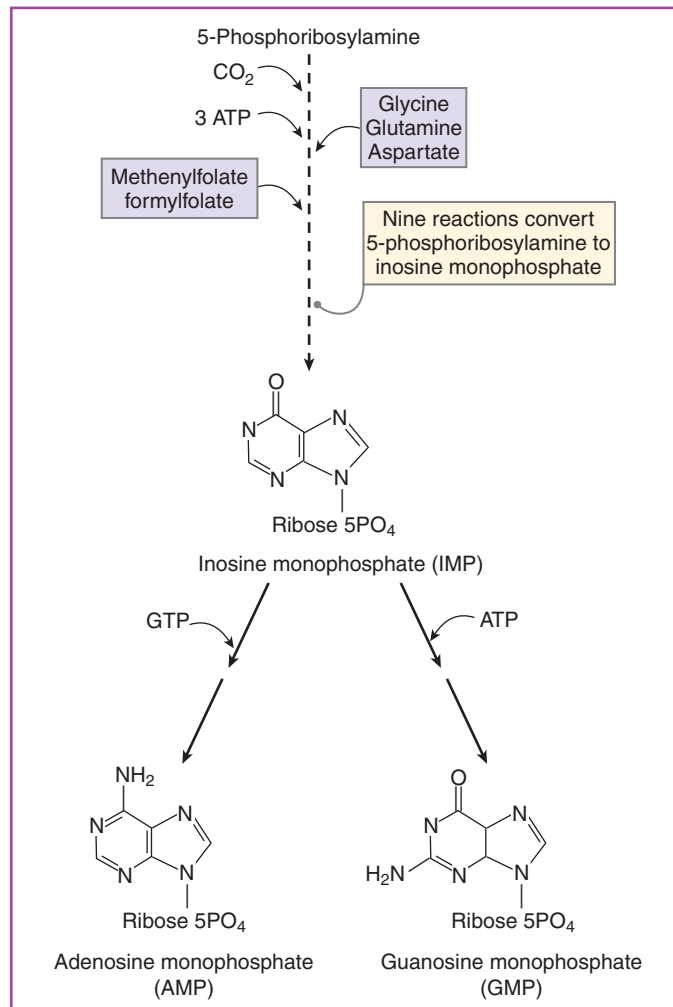 5-Phosphoribosylamine
CO2
3 ATP
Glycine
Glutamine
Aspartate
Methenylfolate
formylfolate
Nine reactions convert
5-phosphoribosylamine to
inosine monophosphate
O
N
N
N
N
Ribose 5PO4
Inosine monophosphate (IMP)
GTP
ATP
NH2
N
N
N
N
Ribose 5PO4
Adenosine monophosphate
(AMP)
O
N
N
H2N
N
N
Ribose 5PO4
Guanosine monophosphate
(GMP)